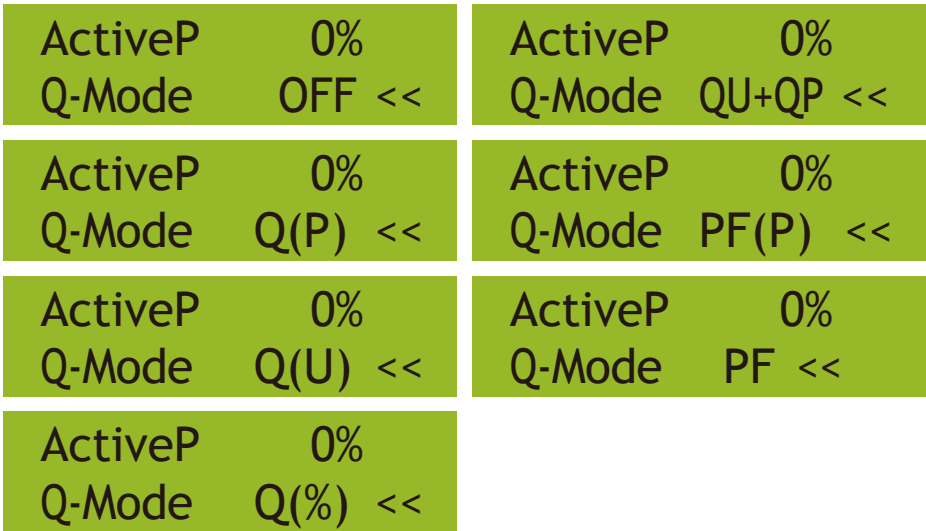 ActiveP 0%
Q-Mode OFF <<
ActiveP 0%
Q-Mode QU+QP <<
ActiveP 0%
Q-Mode Q(P) <<
ActiveP 0%
Q-Mode PF(P) <<
ActiveP 0%
Q-Mode Q(U) <<
ActiveP 0%
Q-Mode PF <<
ActiveP 0%
Q-Mode Q(%) <<